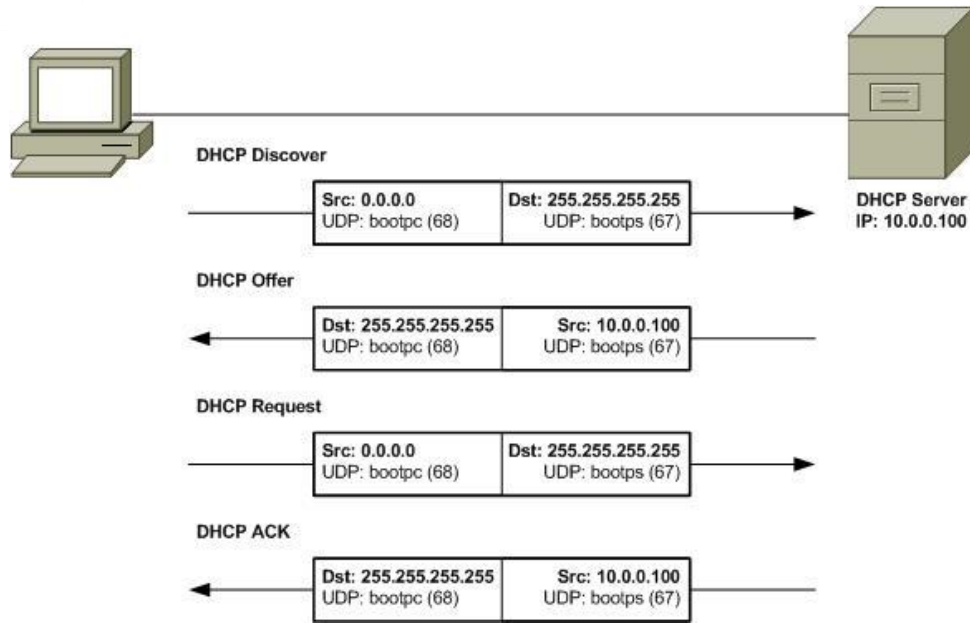 DHCP Discover
Src: 0.0.0.0 Dst: 255.255.255.255
UDP: bootpc (68) UDP: bootps (67)
DHCP Server
IP: 10.0.0.100
DHCP Offer
Dst: 255.255.255.255 Src: 10.0.0.100
UDP: bootpc (68) UDP: bootps (67)
DHCP Request
Src: 0.0.0.0 Dst: 255.255.255.255
UDP: bootpc (68) UDP: bootps (67)
DHCP ACK
Dst: 255.255.255.255 Src: 10.0.0.100
UDP: bootpc (68) UDP: bootps (67)